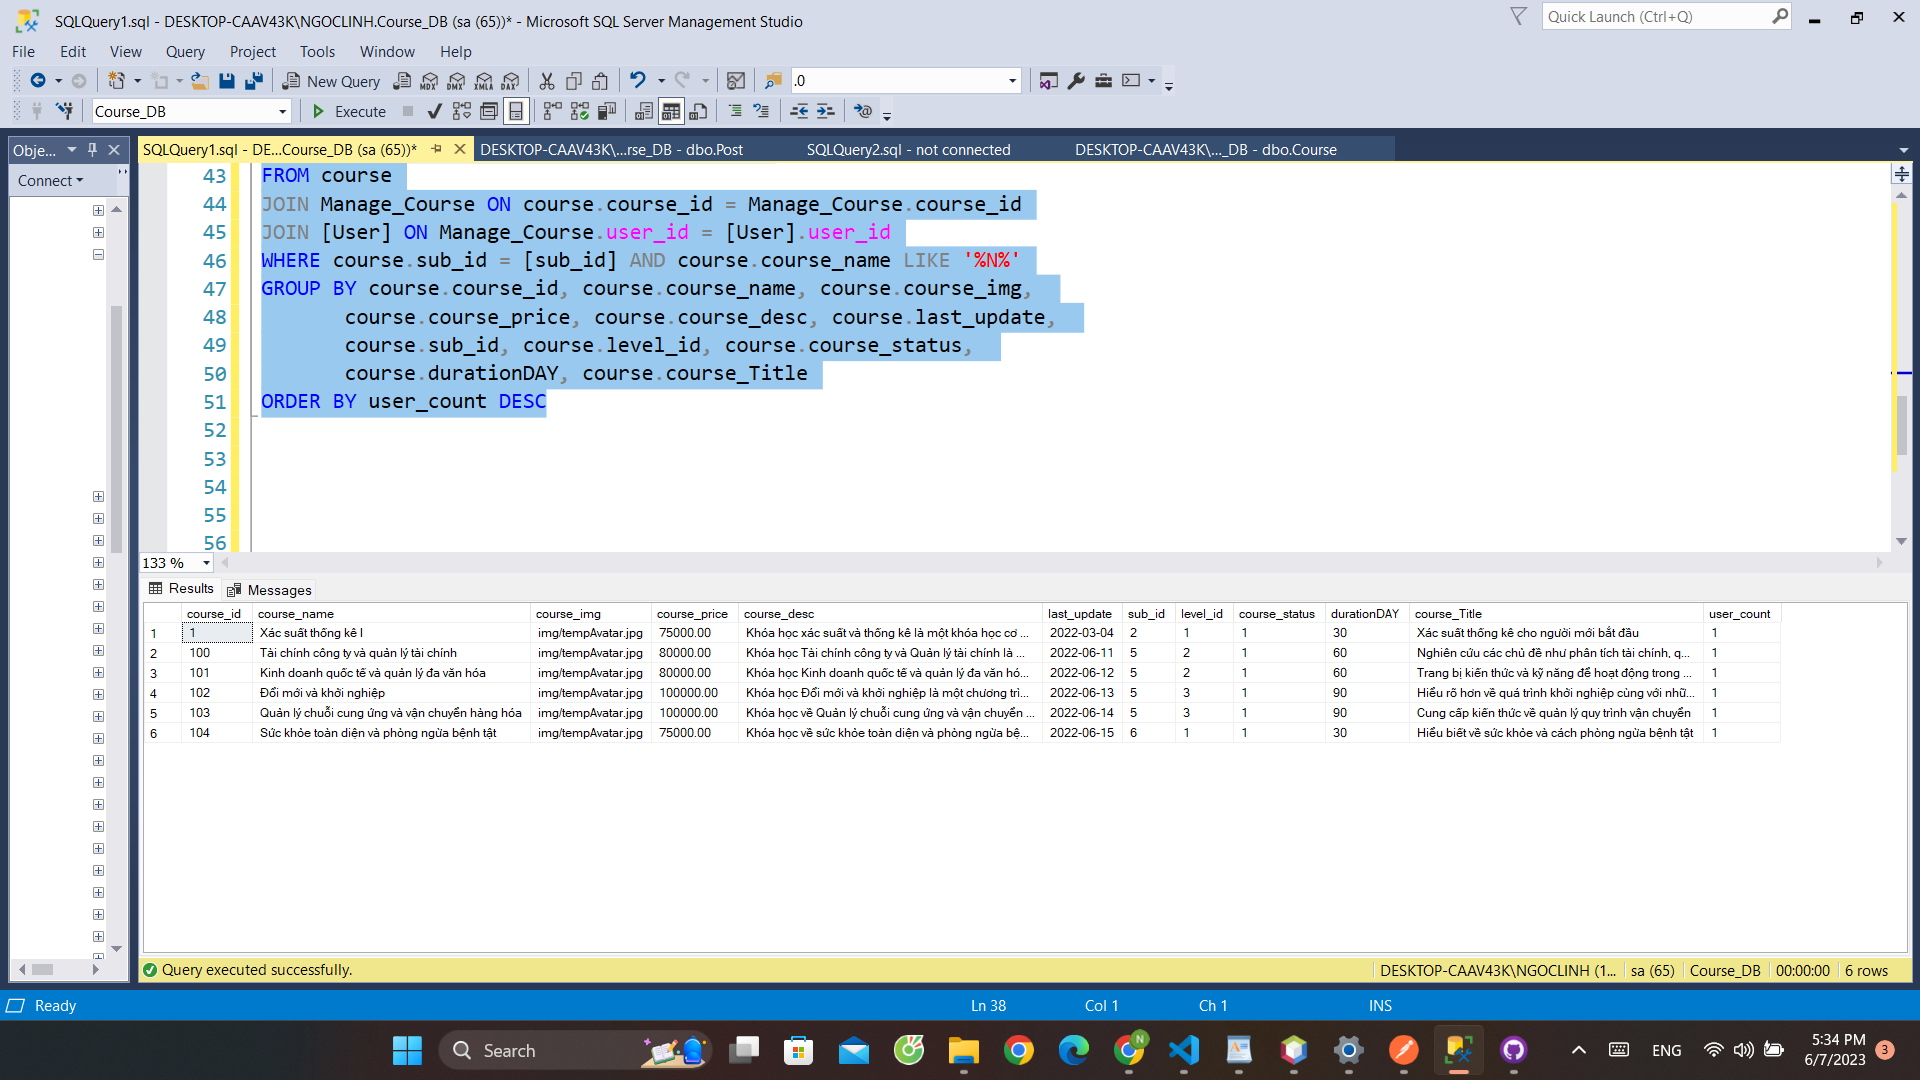 SQLQuery1.sql - DESKTOP-CAAV43K\NGOCLINH.Course_DB (sa (65))* - Microsoft SQL Server Management Studio
Quick Launch (Ctrl+Q)
File Edit View Query Project Tools Window Help
New Query MDX DMX XMLA DAX .0
Course_DB Execute
Obje...
SQLQuery1.sql - DE...Course_DB (sa (65))* DESKTOP-CAAV43K\...rse_DB - dbo.Post SQLQuery2.sql - not connected DESKTOP-CAAV43K\..._DB - dbo.Course
Connect
43 FROM course
44 JOIN Manage_Course ON course.course_id = Manage_Course.course_id
45 JOIN [User] ON Manage_Course.user_id = [User].user_id
46 WHERE course.sub_id = [sub_id] AND course.course_name LIKE '%N%'
47 GROUP BY course.course_id, course.course_name, course.course_img,
48 course.course_price, course.course_desc, course.last_update,
49 course.sub_id, course.level_id, course.course_status,
50 course.durationDAY, course.course_Title
51 ORDER BY user_count DESC
52
53
54
55
56
133 %
Results Messages
course_id course_name course_img course_price course_desc last_update sub_id level_id course_status durationDAY course_Title user_count
1 1 Xác suất thống kê I img/tempAvatar.jpg 75000.00 Khóa học xác suất và thống kê là một khóa học cơ ... 2022-03-04 2 1 1 30 Xác suất thống kê cho người mới bắt đầu 1
2 100 Tài chính công ty và quản lý tài chính img/tempAvatar.jpg 80000.00 Khóa học Tài chính công ty và Quản lý tài chính là ... 2022-06-11 5 2 1 60 Nghiên cứu các chủ đề như phân tích tài chính, q... 1
3 101 Kinh doanh quốc tế và quản lý đa văn hóa img/tempAvatar.jpg 80000.00 Khóa học Kinh doanh quốc tế và quản lý đa văn hó... 2022-06-12 5 2 1 60 Trang bị kiến thức và kỹ năng để hoạt động trong ... 1
4 102 Đổi mới và khởi nghiệp img/tempAvatar.jpg 100000.00 Khóa học Đổi mới và khởi nghiệp là một chương trì... 2022-06-13 5 3 1 90 Hiểu rõ hơn về quá trình khởi nghiệp cùng với nhữ... 1
5 103 Quản lý chuỗi cung ứng và vận chuyển hàng hóa img/tempAvatar.jpg 100000.00 Khóa học về Quản lý chuỗi cung ứng và vận chuyển ... 2022-06-14 5 3 1 90 Cung cấp kiến thức về quản lý quy trình vận chuyển 1
6 104 Sức khỏe toàn diện và phòng ngừa bệnh tật img/tempAvatar.jpg 75000.00 Khóa học về sức khỏe toàn diện và phòng ngừa bệ... 2022-06-15 6 1 1 30 Hiểu biết về sức khỏe và cách phòng ngừa bệnh tật 1
Query executed successfully. DESKTOP-CAAV43K\NGOCLINH (1... sa (65) Course_DB 00:00:00 6 rows
Ready Ln 38 Col 1 Ch 1 INS
Search N ENG 5:34 PM
6/7/2023 3